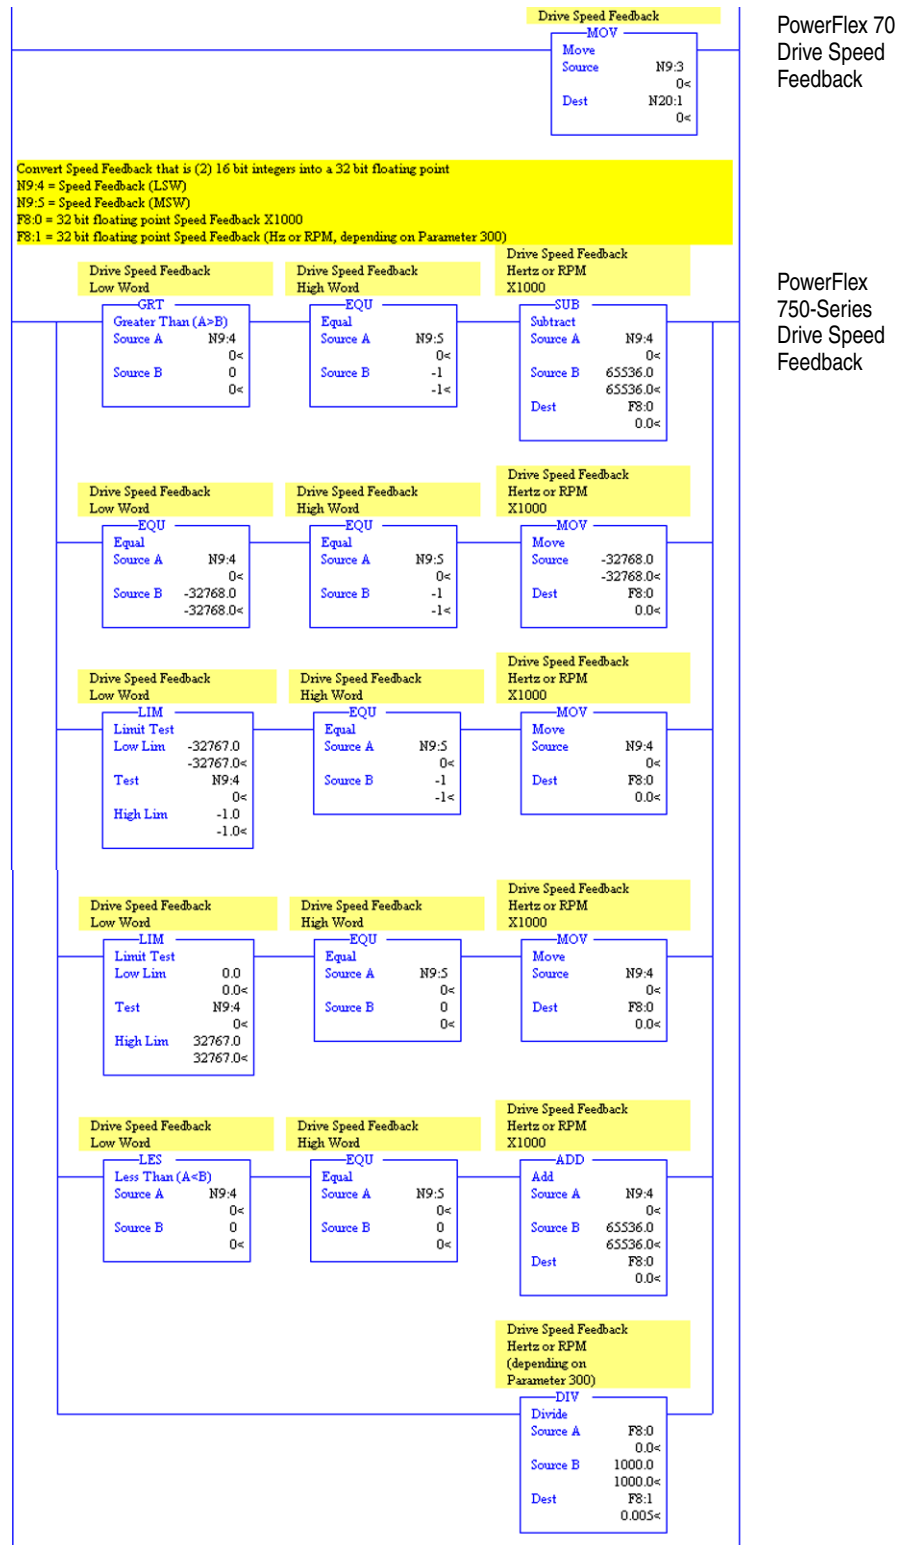 Drive Speed Feedback
MOV
Move
Source N9:3
0<
Dest N20:1
0<
PowerFlex 70
Drive Speed
Feedback
Convert Speed Feedback that is (2) 16 bit integers into a 32 bit floating point
N9:4 = Speed Feedback (LSW)
N9:5 = Speed Feedback (MSW)
F8:0 = 32 bit floating point Speed Feedback X1000
F8:1 = 32 bit floating point Speed Feedback (Hz or RPM, depending on Parameter 300)
PowerFlex
750-Series
Drive Speed
Feedback
Drive Speed Feedback
Low Word
GRT
Greater Than (A>B)
Source A N9:4
0<
Source B 0
0<
Drive Speed Feedback
High Word
EQU
Equal
Source A N9:5
0<
Source B -1
-1<
Drive Speed Feedback
Hertz or RPM
X1000
SUB
Subtract
Source A N9:4
0<
Source B 65536.0
65536.0<
Dest F8:0
0.0<
Drive Speed Feedback
Low Word
EQU
Equal
Source A N9:4
0<
Source B -32768.0
-32768.0<
Drive Speed Feedback
High Word
EQU
Equal
Source A N9:5
0<
Source B -1
-1<
Drive Speed Feedback
Hertz or RPM
X1000
MOV
Move
Source -32768.0
-32768.0<
Dest F8:0
0.0<
Drive Speed Feedback
Low Word
LIM
Limit Test
Low Lim -32767.0
-32767.0<
Test N9:4
0<
High Lim -1.0
-1.0<
Drive Speed Feedback
High Word
EQU
Equal
Source A N9:5
0<
Source B -1
-1<
Drive Speed Feedback
Hertz or RPM
X1000
MOV
Move
Source N9:4
0<
Dest F8:0
0.0<
Drive Speed Feedback
Low Word
LIM
Limit Test
Low Lim 0.0
0.0<
Test N9:4
0<
High Lim 32767.0
32767.0<
Drive Speed Feedback
High Word
EQU
Equal
Source A N9:5
0<
Source B 0
0<
Drive Speed Feedback
Hertz or RPM
X1000
MOV
Move
Source N9:4
0<
Dest F8:0
0.0<
Drive Speed Feedback
Low Word
LES
Less Than (A<B)
Source A N9:4
0<
Source B 0
0<
Drive Speed Feedback
High Word
EQU
Equal
Source A N9:5
0<
Source B 0
0<
Drive Speed Feedback
Hertz or RPM
X1000
ADD
Add
Source A N9:4
0<
Source B 65536.0
65536.0<
Dest F8:0
0.0<
Drive Speed Feedback
Hertz or RPM
(depending on
Parameter 300)
DIV
Divide
Source A F8:0
0.0<
Source B 1000.0
1000.0<
Dest F8:1
0.005<